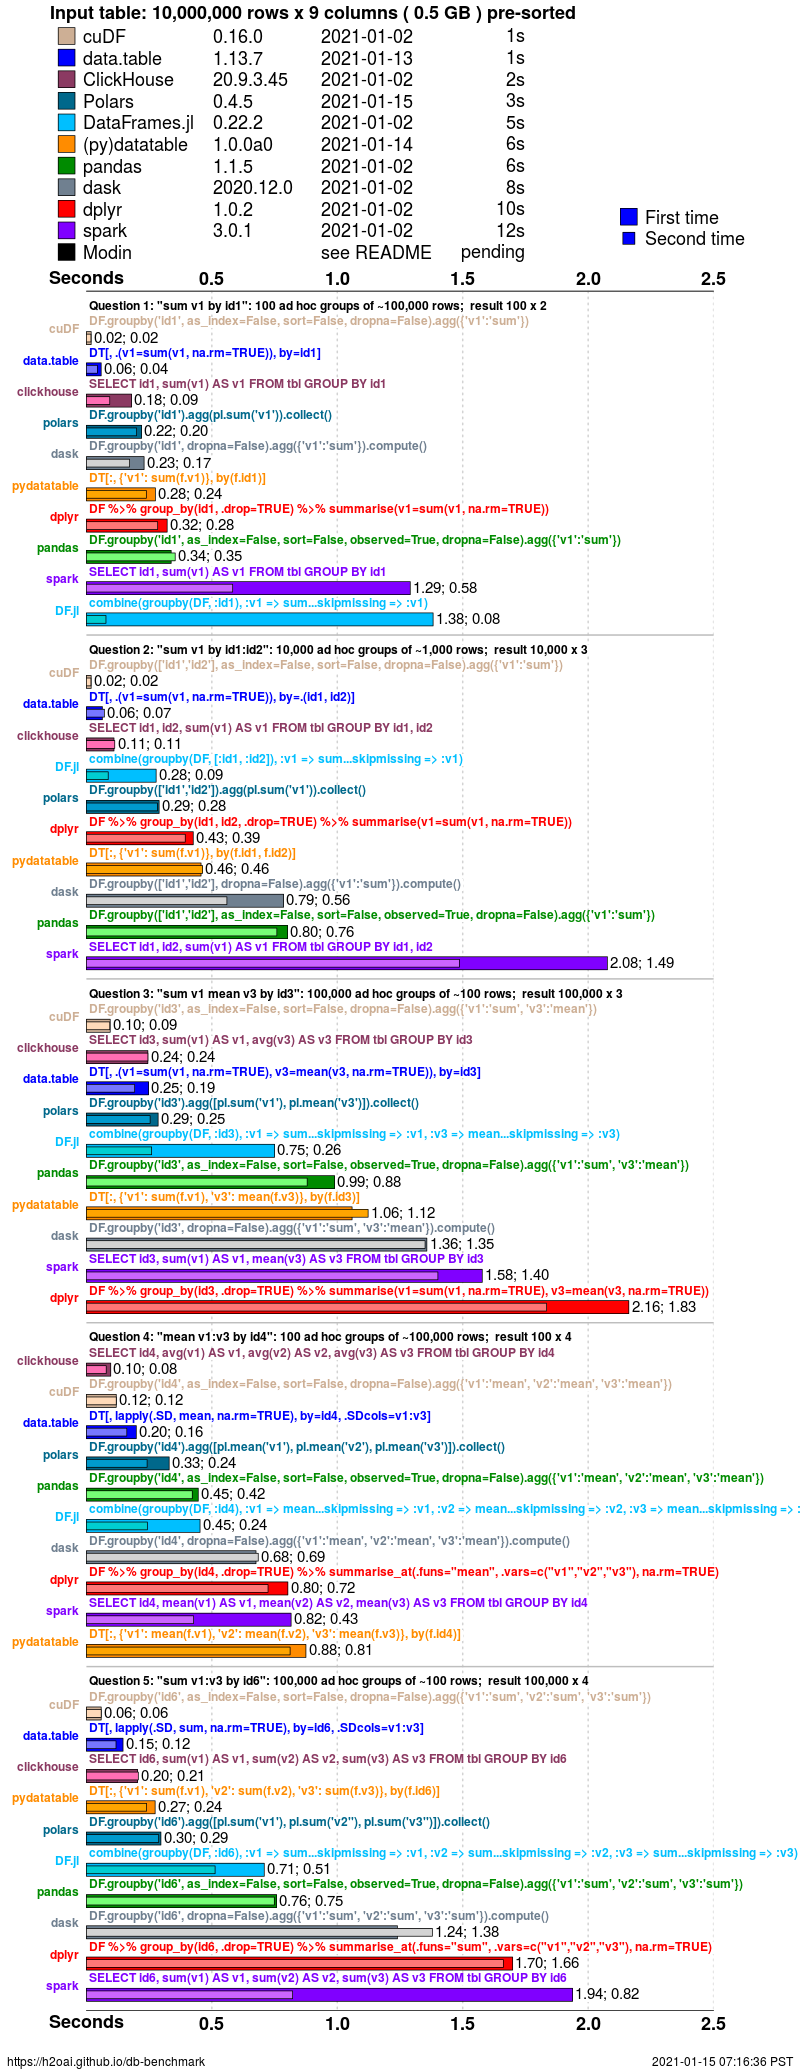 Input table: 10,000,000 rows x 9 columns ( 0.5 GB ) pre-sorted
cuDF 0.16.0 2021-01-02 1s
data.table 1.13.7 2021-01-13 1s
ClickHouse 20.9.3.45 2021-01-02 2s
Polars 0.4.5 2021-01-15 3s
DataFrames.jl 0.22.2 2021-01-02 5s
(py)datatable 1.0.0a0 2021-01-14 6s
pandas 1.1.5 2021-01-02 6s
dask 2020.12.0 2021-01-02 8s
dplyr 1.0.2 2021-01-02 10s
spark 3.0.1 2021-01-02 12s
Modin see README pending
First time
Second time
Seconds 0.5 1.0 1.5 2.0 2.5
Question 1: "sum v1 by id1": 100 ad hoc groups of ~100,000 rows;  result 100 x 2
DF.groupby('id1', as_index=False, sort=False, dropna=False).agg({'v1':'sum'})
cuDF 0.02; 0.02
DT[, .(v1=sum(v1, na.rm=TRUE)), by=id1]
data.table 0.06; 0.04
SELECT id1, sum(v1) AS v1 FROM tbl GROUP BY id1
clickhouse 0.18; 0.09
DF.groupby('id1').agg(pl.sum('v1')).collect()
polars 0.22; 0.20
DF.groupby('id1', dropna=False).agg({'v1':'sum'}).compute()
dask 0.23; 0.17
DT[:, {'v1': sum(f.v1)}, by(f.id1)]
pydatatable 0.28; 0.24
DF %>% group_by(id1, .drop=TRUE) %>% summarise(v1=sum(v1, na.rm=TRUE))
dplyr 0.32; 0.28
DF.groupby('id1', as_index=False, sort=False, observed=True, dropna=False).agg({'v1':'sum'})
pandas 0.34; 0.35
SELECT id1, sum(v1) AS v1 FROM tbl GROUP BY id1
spark 1.29; 0.58
combine(groupby(DF, :id1), :v1 => sum...skipmissing => :v1)
DF.jl 1.38; 0.08
Question 2: "sum v1 by id1:id2": 10,000 ad hoc groups of ~1,000 rows;  result 10,000 x 3
DF.groupby(['id1','id2'], as_index=False, sort=False, dropna=False).agg({'v1':'sum'})
cuDF 0.02; 0.02
DT[, .(v1=sum(v1, na.rm=TRUE)), by=.(id1, id2)]
data.table 0.06; 0.07
SELECT id1, id2, sum(v1) AS v1 FROM tbl GROUP BY id1, id2
clickhouse 0.11; 0.11
combine(groupby(DF, [:id1, :id2]), :v1 => sum...skipmissing => :v1)
DF.jl 0.28; 0.09
DF.groupby(['id1','id2']).agg(pl.sum('v1')).collect()
polars 0.29; 0.28
DF %>% group_by(id1, id2, .drop=TRUE) %>% summarise(v1=sum(v1, na.rm=TRUE))
dplyr 0.43; 0.39
DT[:, {'v1': sum(f.v1)}, by(f.id1, f.id2)]
pydatatable 0.46; 0.46
DF.groupby(['id1','id2'], dropna=False).agg({'v1':'sum'}).compute()
dask 0.79; 0.56
DF.groupby(['id1','id2'], as_index=False, sort=False, observed=True, dropna=False).agg({'v1':'sum'})
pandas 0.80; 0.76
SELECT id1, id2, sum(v1) AS v1 FROM tbl GROUP BY id1, id2
spark 2.08; 1.49
Question 3: "sum v1 mean v3 by id3": 100,000 ad hoc groups of ~100 rows;  result 100,000 x 3
DF.groupby('id3', as_index=False, sort=False, dropna=False).agg({'v1':'sum', 'v3':'mean'})
cuDF 0.10; 0.09
SELECT id3, sum(v1) AS v1, avg(v3) AS v3 FROM tbl GROUP BY id3
clickhouse 0.24; 0.24
DT[, .(v1=sum(v1, na.rm=TRUE), v3=mean(v3, na.rm=TRUE)), by=id3]
data.table 0.25; 0.19
DF.groupby('id3').agg([pl.sum('v1'), pl.mean('v3')]).collect()
polars 0.29; 0.25
combine(groupby(DF, :id3), :v1 => sum...skipmissing => :v1, :v3 => mean...skipmissing => :v3)
DF.jl 0.75; 0.26
DF.groupby('id3', as_index=False, sort=False, observed=True, dropna=False).agg({'v1':'sum', 'v3':'mean'})
pandas 0.99; 0.88
DT[:, {'v1': sum(f.v1), 'v3': mean(f.v3)}, by(f.id3)]
pydatatable 1.06; 1.12
DF.groupby('id3', dropna=False).agg({'v1':'sum', 'v3':'mean'}).compute()
dask 1.36; 1.35
SELECT id3, sum(v1) AS v1, mean(v3) AS v3 FROM tbl GROUP BY id3
spark 1.58; 1.40
DF %>% group_by(id3, .drop=TRUE) %>% summarise(v1=sum(v1, na.rm=TRUE), v3=mean(v3, na.rm=TRUE))
dplyr 2.16; 1.83
Question 4: "mean v1:v3 by id4": 100 ad hoc groups of ~100,000 rows;  result 100 x 4
SELECT id4, avg(v1) AS v1, avg(v2) AS v2, avg(v3) AS v3 FROM tbl GROUP BY id4
clickhouse 0.10; 0.08
DF.groupby('id4', as_index=False, sort=False, dropna=False).agg({'v1':'mean', 'v2':'mean', 'v3':'mean'})
cuDF 0.12; 0.12
DT[, lapply(.SD, mean, na.rm=TRUE), by=id4, .SDcols=v1:v3]
data.table 0.20; 0.16
DF.groupby('id4').agg([pl.mean('v1'), pl.mean('v2'), pl.mean('v3')]).collect()
polars 0.33; 0.24
DF.groupby('id4', as_index=False, sort=False, observed=True, dropna=False).agg({'v1':'mean', 'v2':'mean', 'v3':'mean'})
pandas 0.45; 0.42
combine(groupby(DF, :id4), :v1 => mean...skipmissing => :v1, :v2 => mean...skipmissing => :v2, :v3 => mean...skipmissing => :
DF.jl 0.45; 0.24
DF.groupby('id4', dropna=False).agg({'v1':'mean', 'v2':'mean', 'v3':'mean'}).compute()
dask 0.68; 0.69
DF %>% group_by(id4, .drop=TRUE) %>% summarise_at(.funs="mean", .vars=c("v1","v2","v3"), na.rm=TRUE)
dplyr 0.80; 0.72
SELECT id4, mean(v1) AS v1, mean(v2) AS v2, mean(v3) AS v3 FROM tbl GROUP BY id4
spark 0.82; 0.43
DT[:, {'v1': mean(f.v1), 'v2': mean(f.v2), 'v3': mean(f.v3)}, by(f.id4)]
pydatatable 0.88; 0.81
Question 5: "sum v1:v3 by id6": 100,000 ad hoc groups of ~100 rows;  result 100,000 x 4
DF.groupby('id6', as_index=False, sort=False, dropna=False).agg({'v1':'sum', 'v2':'sum', 'v3':'sum'})
cuDF 0.06; 0.06
DT[, lapply(.SD, sum, na.rm=TRUE), by=id6, .SDcols=v1:v3]
data.table 0.15; 0.12
SELECT id6, sum(v1) AS v1, sum(v2) AS v2, sum(v3) AS v3 FROM tbl GROUP BY id6
clickhouse 0.20; 0.21
DT[:, {'v1': sum(f.v1), 'v2': sum(f.v2), 'v3': sum(f.v3)}, by(f.id6)]
pydatatable 0.27; 0.24
DF.groupby('id6').agg([pl.sum('v1'), pl.sum('v2''), pl.sum('v3'')]).collect()
polars 0.30; 0.29
combine(groupby(DF, :id6), :v1 => sum...skipmissing => :v1, :v2 => sum...skipmissing => :v2, :v3 => sum...skipmissing => :v3)
DF.jl 0.71; 0.51
DF.groupby('id6', as_index=False, sort=False, observed=True, dropna=False).agg({'v1':'sum', 'v2':'sum', 'v3':'sum'})
pandas 0.76; 0.75
DF.groupby('id6', dropna=False).agg({'v1':'sum', 'v2':'sum', 'v3':'sum'}).compute()
dask 1.24; 1.38
DF %>% group_by(id6, .drop=TRUE) %>% summarise_at(.funs="sum", .vars=c("v1","v2","v3"), na.rm=TRUE)
dplyr 1.70; 1.66
SELECT id6, sum(v1) AS v1, sum(v2) AS v2, sum(v3) AS v3 FROM tbl GROUP BY id6
spark 1.94; 0.82
Seconds 0.5 1.0 1.5 2.0 2.5
https://h2oai.github.io/db-benchmark 2021-01-15 07:16:36 PST